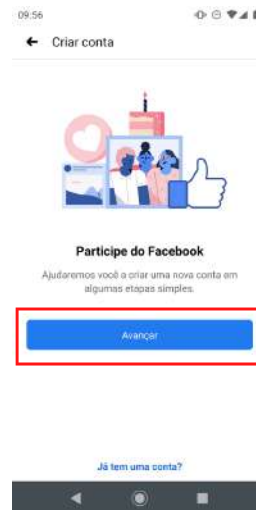 09:56
Criar conta
Participe do Facebook
Ajudaremos você a criar uma nova conta em
algumas etapas simples.
Avançar
Já tem uma conta?